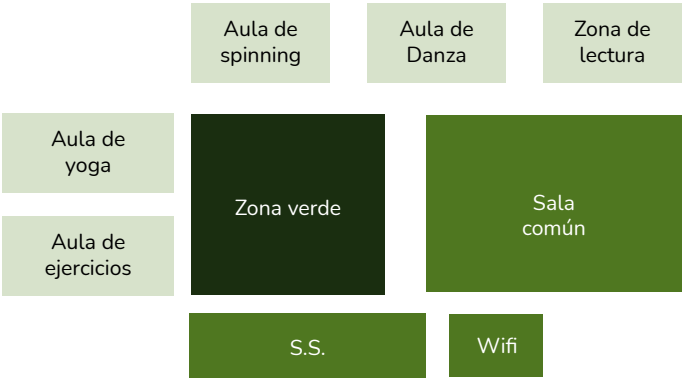 Aula de
spinning
Aula de
Danza
Zona de
lectura
Aula de
yoga
Zona verde
Sala
común
Aula de
ejercicios
S.S.
Wifi